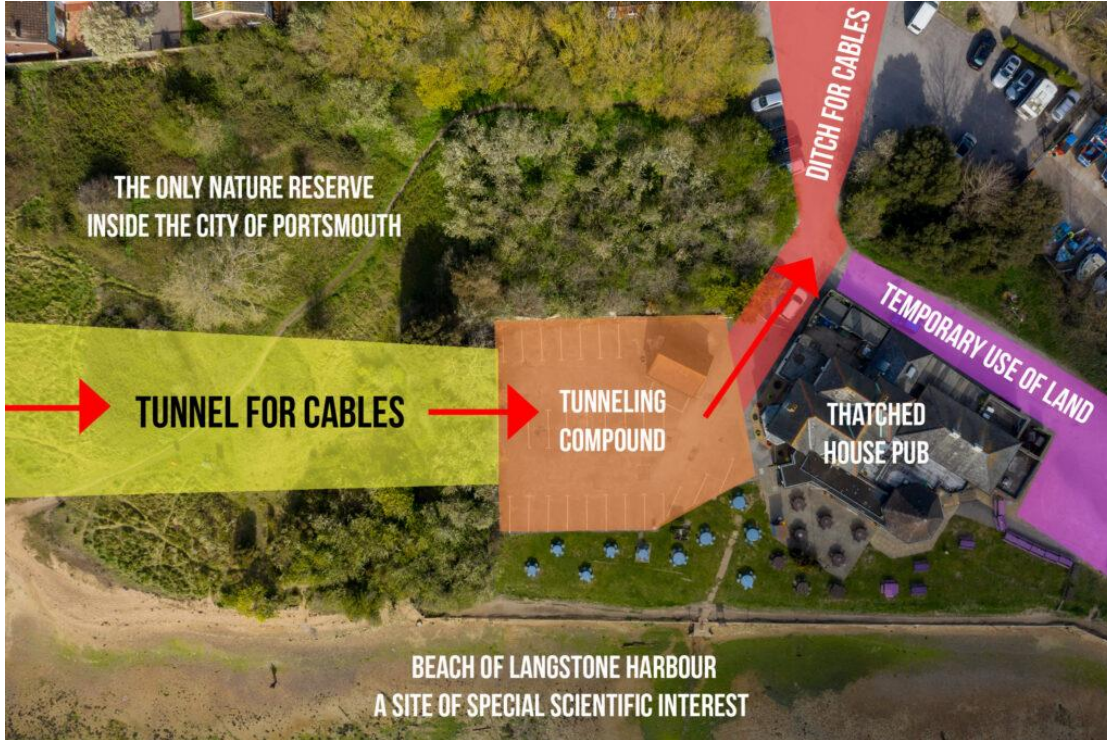 DITCH FOR CABLES
THE ONLY NATURE RESERVE
INSIDE THE CITY OF PORTSMOUTH
TEMPORARY USE OF LAND
TUNNEL FOR CABLES
TUNNELING
COMPOUND
THATCHED
HOUSE PUB
BEACH OF LANGSTONE HARBOUR
A SITE OF SPECIAL SCIENTIFIC INTEREST